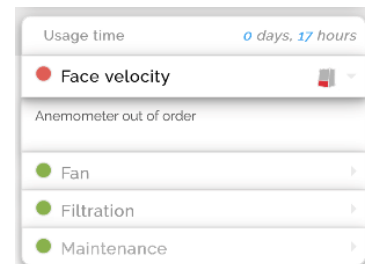 Usage time 0 days, 17 hours
Face velocity
Anemometer out of order
Fan
Filtration
Maintenance